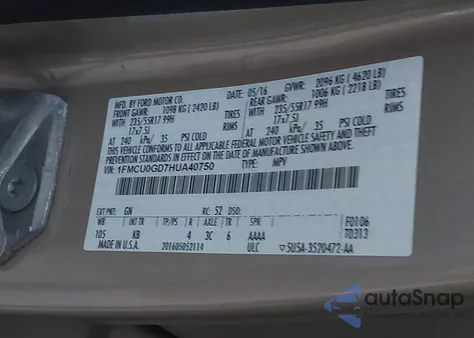 MFD. BY FORD MOTOR CO.
DATE: 05/16 GVWR: 2096 KG ( 4620 LB)
FRONT GAWR: 1098 KG ( 2420 LB) REAR GAWR: 1006 KG ( 2218 LB)
WITH 235/55R17 99H TIRES WITH 235/55R17 99H TIRES
17x7.5J RIMS 17x7.5J RIMS
AT 240 kPa/ 35 PSI COLD AT 240 kPa/ 35 PSI COLD
THIS VEHICLE CONFORMS TO ALL APPLICABLE FEDERAL MOTOR VEHICLE SAFETY
AND THEFT PREVENTION STANDARDS IN EFFECT ON THE DATE OF MANUFACTURE SHOWN ABOVE.
VIN: 1FMCU0GD7HUA40750 TYPE: MPV
EXT PNT: GN RC: 52 DSO: F0106
WB INT TR TP/PS R AXLE TR SPR TD313
105 KB 4 3C 6 AAAA
MADE IN U.S.A. 201605052114 ULC 5U5A-3520472-AA
autoSnap